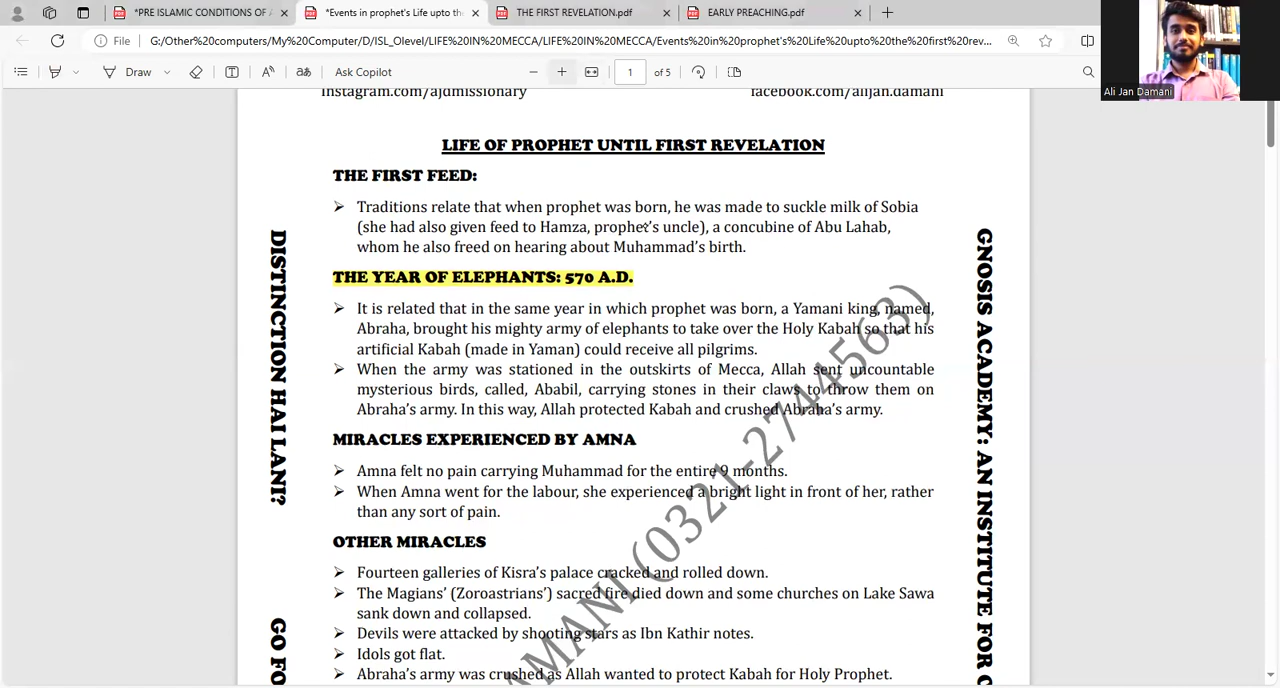 *PRE ISLAMIC CONDITIONS OF
*Events in prophet's Life upto the
THE FIRST REVELATION.pdf
EARLY PREACHING.pdf
File
G:/Other%20computers/My%20Computer/D/ISL_Olevel/LIFE%20IN%20MECCA/LIFE%20IN%20MECCA/Events%20in%20prophet's%20Life%20upto%20the%20first%20rev...
Draw
Ask Copilot
1 of 5
Ali Jan Damani
Instagram.com/ajdmissionary
facebook.com/alijan.damani
LIFE OF PROPHET UNTIL FIRST REVELATION
THE FIRST FEED:
Traditions relate that when prophet was born, he was made to suckle milk of Sobia
(she had also given feed to Hamza, prophet's uncle), a concubine of Abu Lahab,
whom he also freed on hearing about Muhammad's birth.
THE YEAR OF ELEPHANTS: 570 A.D.
It is related that in the same year in which prophet was born, a Yamani king, named,
Abraha, brought his mighty army of elephants to take over the Holy Kabah so that his
artificial Kabah (made in Yaman) could receive all pilgrims.
When the army was stationed in the outskirts of Mecca, Allah sent uncountable
mysterious birds, called, Ababil, carrying stones in their claws to throw them on
Abraha's army. In this way, Allah protected Kabah and crushed Abraha's army.
MIRACLES EXPERIENCED BY AMNA
Amna felt no pain carrying Muhammad for the entire 9 months.
When Amna went for the labour, she experienced a bright light in front of her, rather
than any sort of pain.
OTHER MIRACLES
Fourteen galleries of Kisra's palace cracked and rolled down.
The Magians' (Zoroastrians') sacred fire died down and some churches on Lake Sawa
sank down and collapsed.
Devils were attacked by shooting stars as Ibn Kathir notes.
Idols got flat.
Abraha's army was crushed as Allah wanted to protect Kabah for Holy Prophet.
DISTINCTION HAI LANI?
GO FO
GNOSIS ACADEMY: AN INSTITUTE FOR
AMANI (0321-2744563)